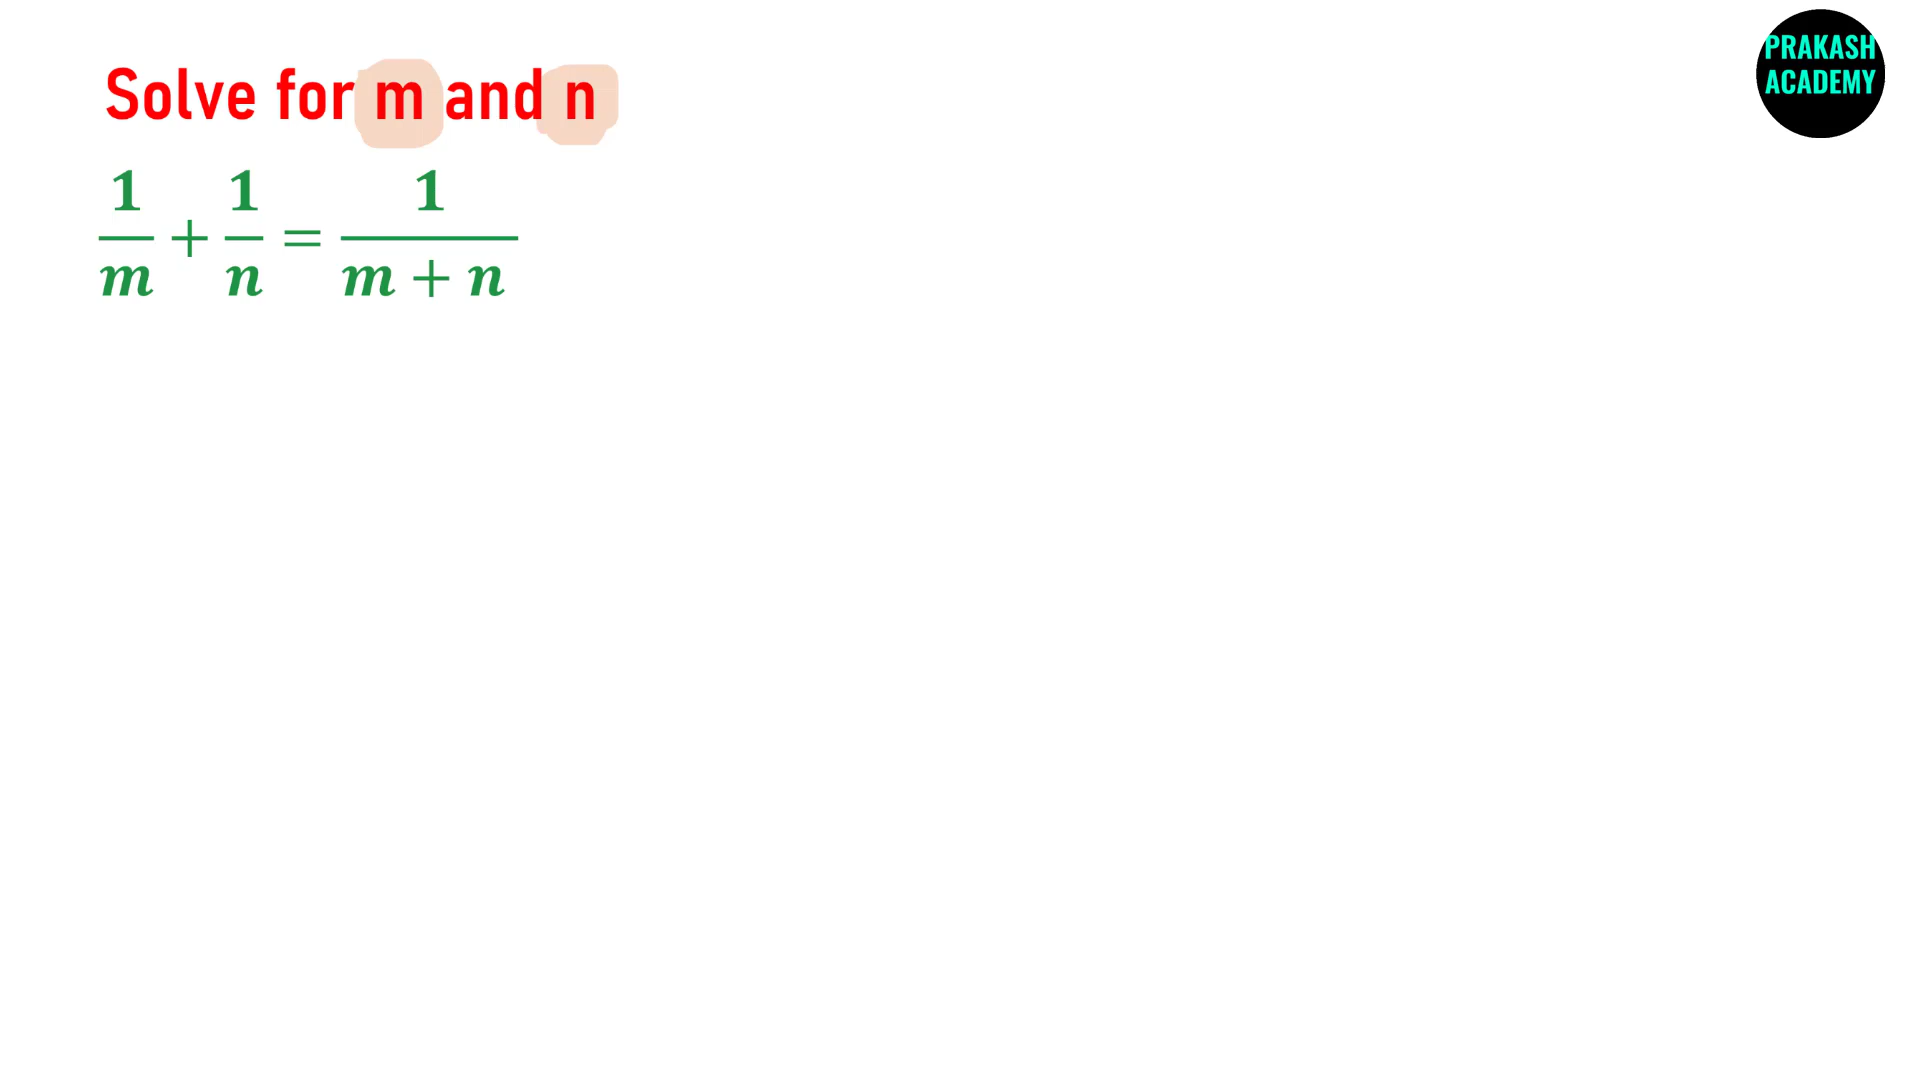 PRAKASH
ACADEMY
Solve for m and n
1/m + 1/n = 1/(m + n)